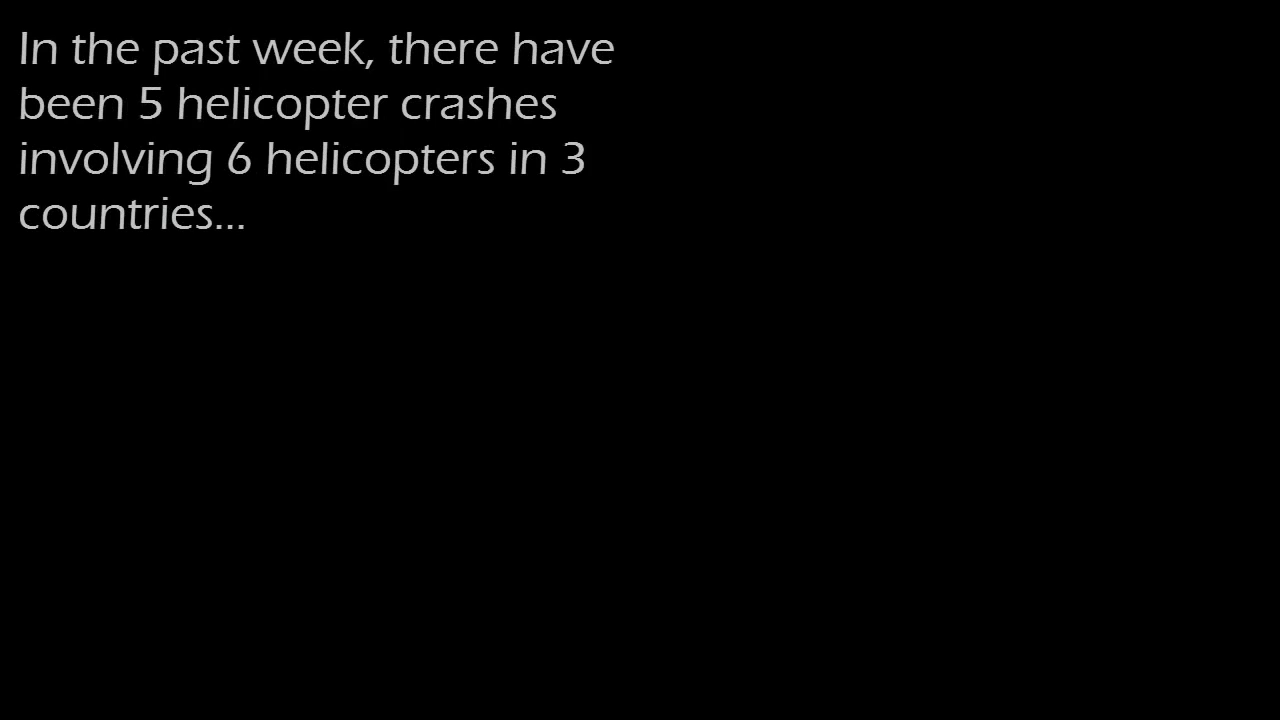 In the past week, there have
been 5 helicopter crashes
involving 6 helicopters in 3
countries...